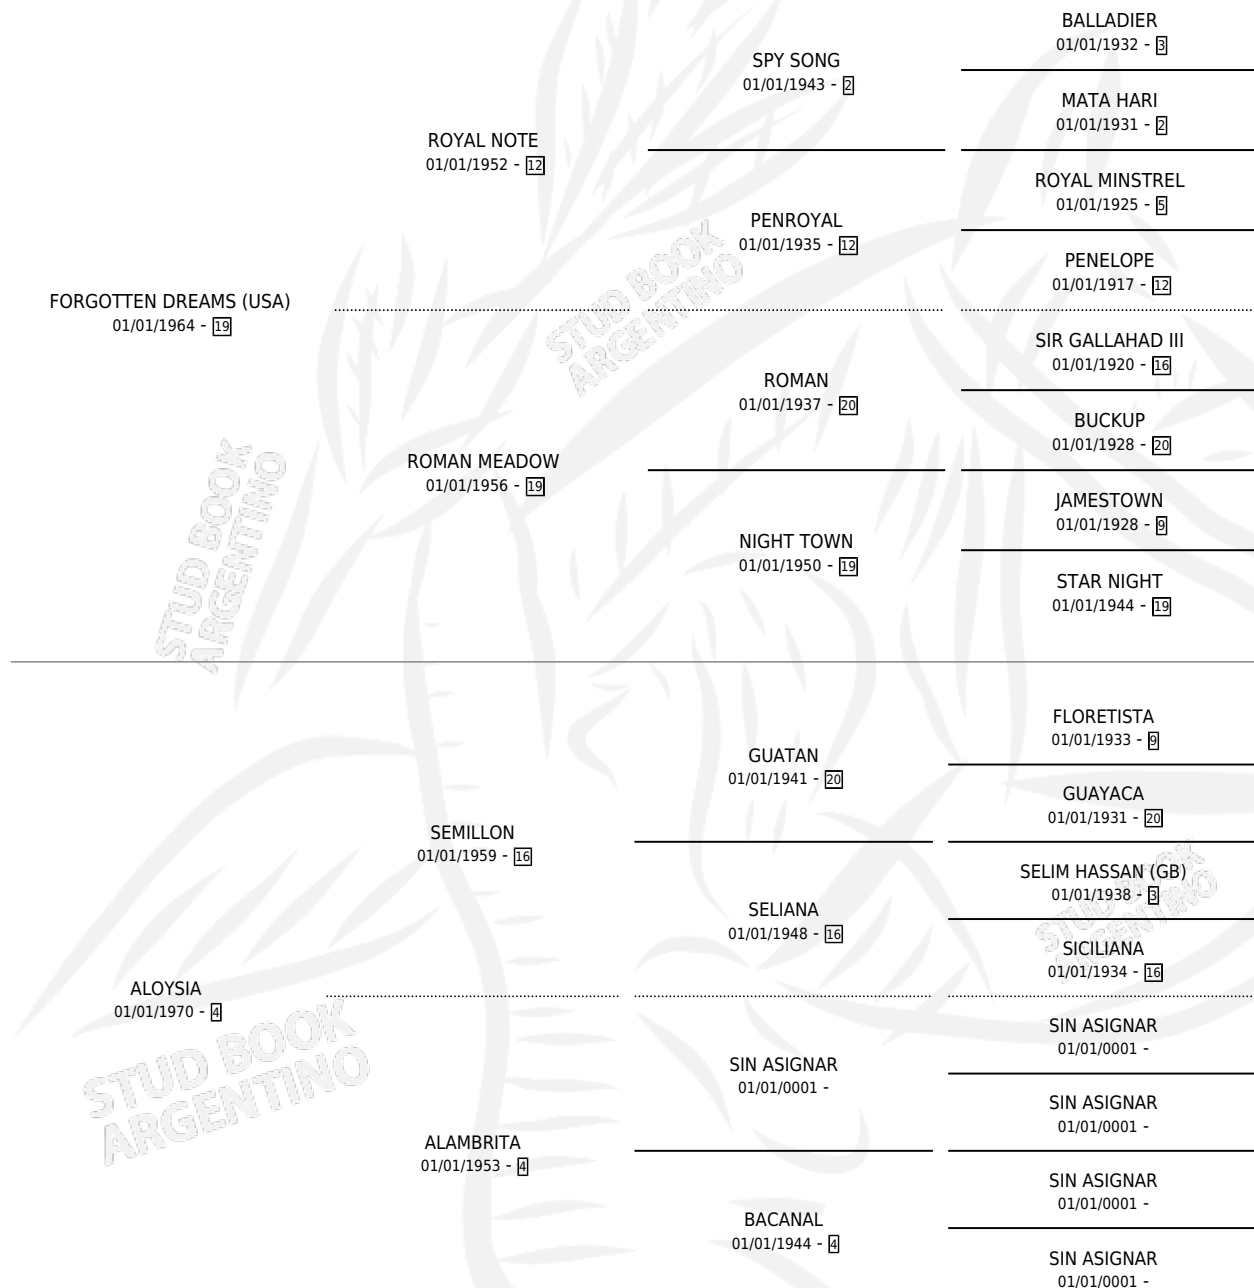 BALLADIER
01/01/1932 - 3
SPY SONG
01/01/1943 - 2
MATA HARI
01/01/1931 - 2
ROYAL NOTE
01/01/1952 - 12
ROYAL MINSTREL
01/01/1925 - 5
PENROYAL
01/01/1935 - 12
PENELOPE
01/01/1917 - 12
FORGOTTEN DREAMS (USA)
01/01/1964 - 19
STUD BOOK
ARGENTINO
SIR GALLAHAD III
01/01/1920 - 16
ROMAN
01/01/1937 - 20
BUCKUP
01/01/1928 - 20
ROMAN MEADOW
01/01/1956 - 19
JAMESTOWN
01/01/1928 - 9
NIGHT TOWN
01/01/1950 - 19
STAR NIGHT
01/01/1944 - 19
STUD BOOK
ARGENTINO
FLORETISTA
01/01/1933 - 9
GUATAN
01/01/1941 - 20
GUAYACA
01/01/1931 - 20
SEMILLON
01/01/1959 - 16
SELIM HASSAN (GB)
01/01/1938 - 3
SELIANA
01/01/1948 - 16
SICILIANA
01/01/1934 - 16
STUD BOOK
ARGENTINO
ALOYSIA
01/01/1970 - 4
STUD BOOK
ARGENTINO
SIN ASIGNAR
01/01/0001 -
SIN ASIGNAR
01/01/0001 -
SIN ASIGNAR
01/01/0001 -
ALAMBRITA
01/01/1953 - 4
SIN ASIGNAR
01/01/0001 -
BACANAL
01/01/1944 - 4
SIN ASIGNAR
01/01/0001 -